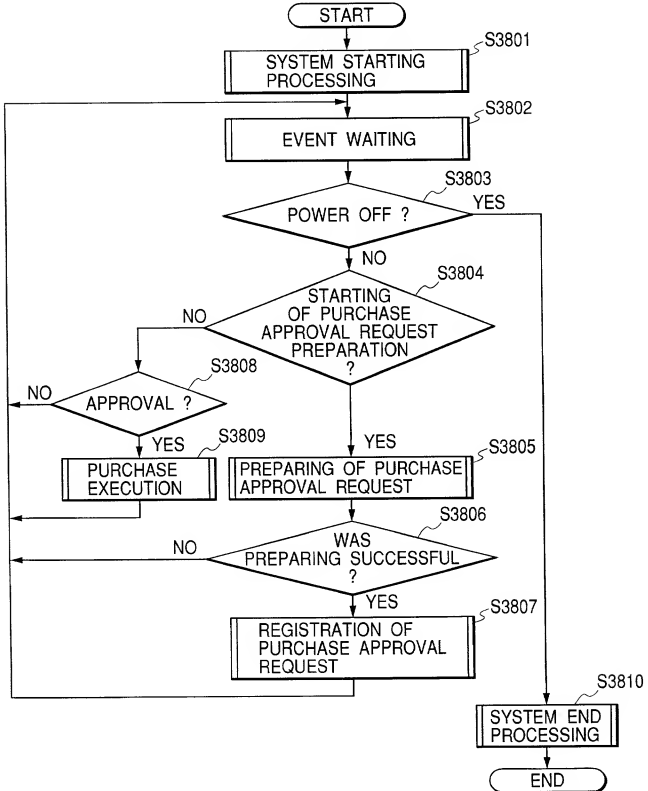 START
S3801
SYSTEM STARTING
PROCESSING
S3802
EVENT WAITING
S3803
POWER OFF ?
YES
NO
S3804
STARTING
OF PURCHASE
APPROVAL REQUEST
PREPARATION
?
NO
S3808
APPROVAL ?
NO
YES
S3809
PURCHASE
EXECUTION
YES
S3805
PREPARING OF PURCHASE
APPROVAL REQUEST
S3806
WAS
PREPARING SUCCESSFUL
?
NO
YES
S3807
REGISTRATION OF
PURCHASE APPROVAL
REQUEST
S3810
SYSTEM END
PROCESSING
END